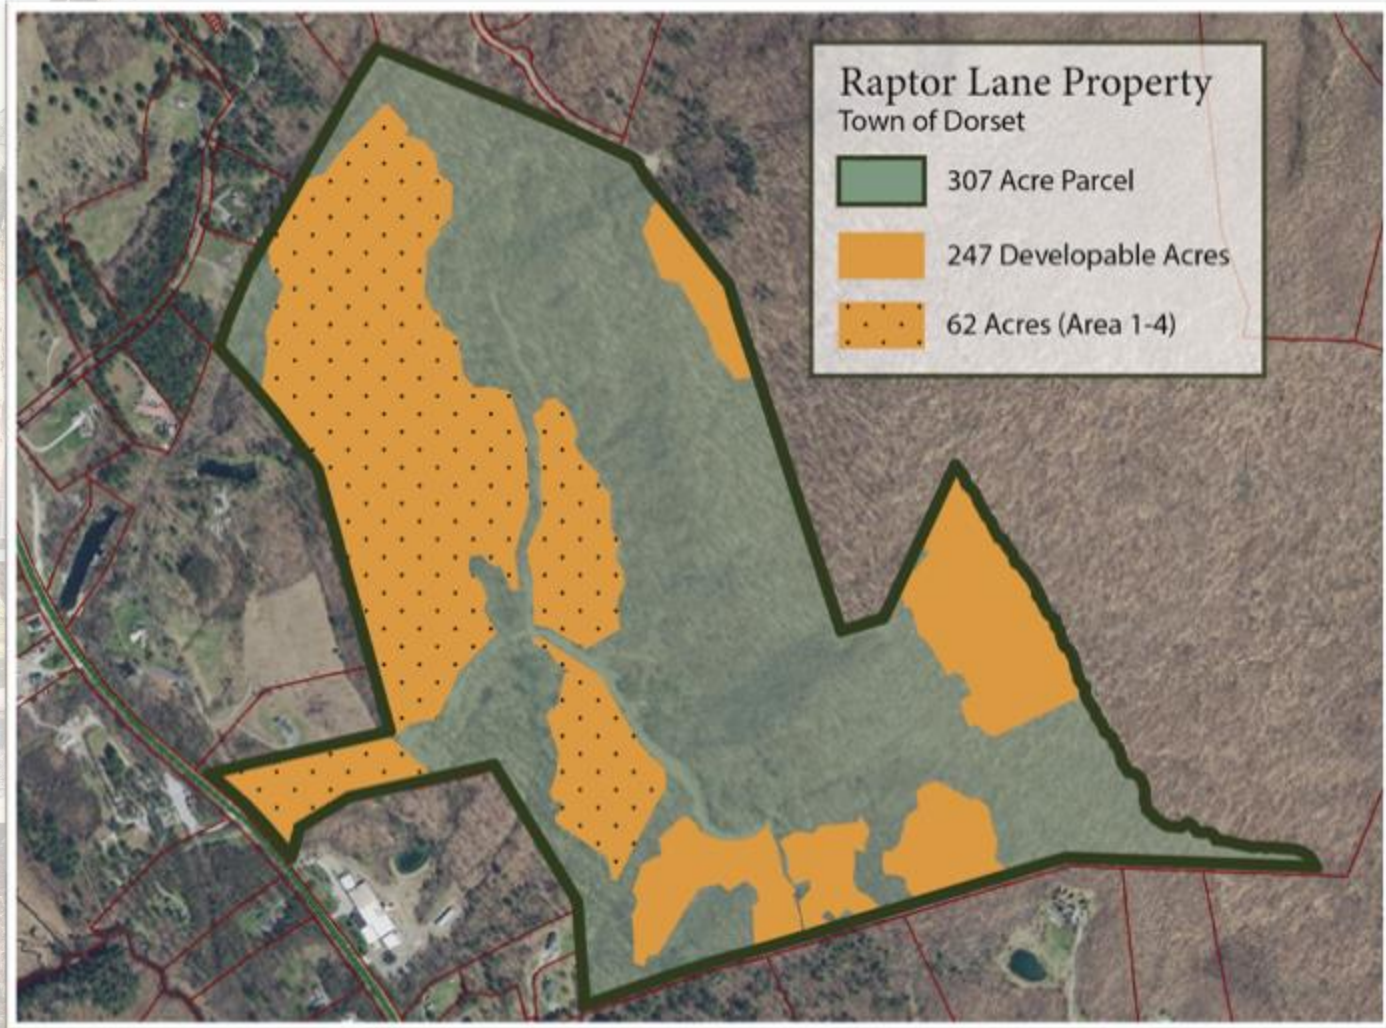 Raptor Lane Property
Town of Dorset
307 Acre Parcel
247 Developable Acres
62 Acres (Area 1-4)